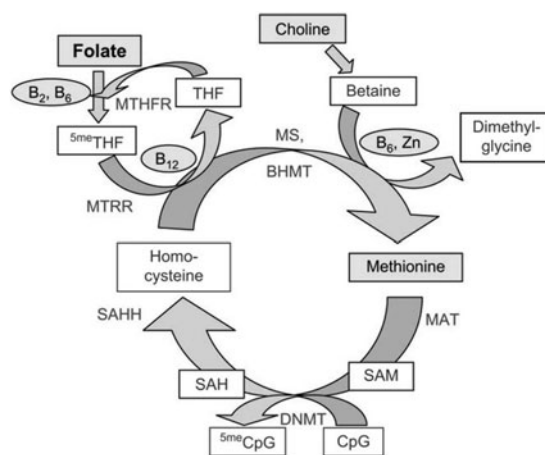 Choline
Folate
B2, B6
MTHFR
THF
Betaine
5meTHF
B12
MS,
B6, Zn
Dimethyl-
glycine
BHMT
MTRR
Homo-
cysteine
Methionine
SAHH
MAT
SAH
SAM
DNMT
5meCpG
CpG